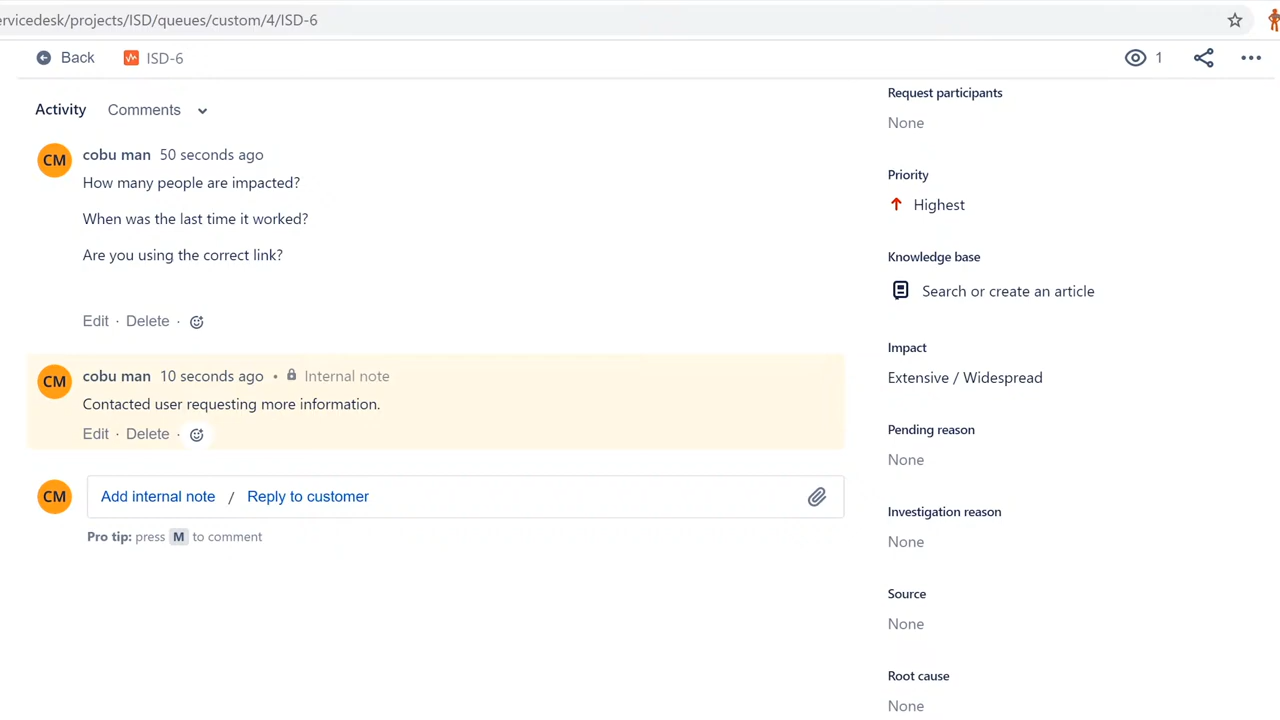 ervicedesk/projects/ISD/queues/custom/4/ISD-6
Back ISD-6 1
Activity Comments
CM cobu man 50 seconds ago
How many people are impacted?
When was the last time it worked?
Are you using the correct link?
Edit · Delete ·
CM cobu man 10 seconds ago • Internal note
Contacted user requesting more information.
Edit · Delete ·
CM Add internal note / Reply to customer
Pro tip: press M to comment
Request participants
None
Priority
Highest
Knowledge base
Search or create an article
Impact
Extensive / Widespread
Pending reason
None
Investigation reason
None
Source
None
Root cause
None